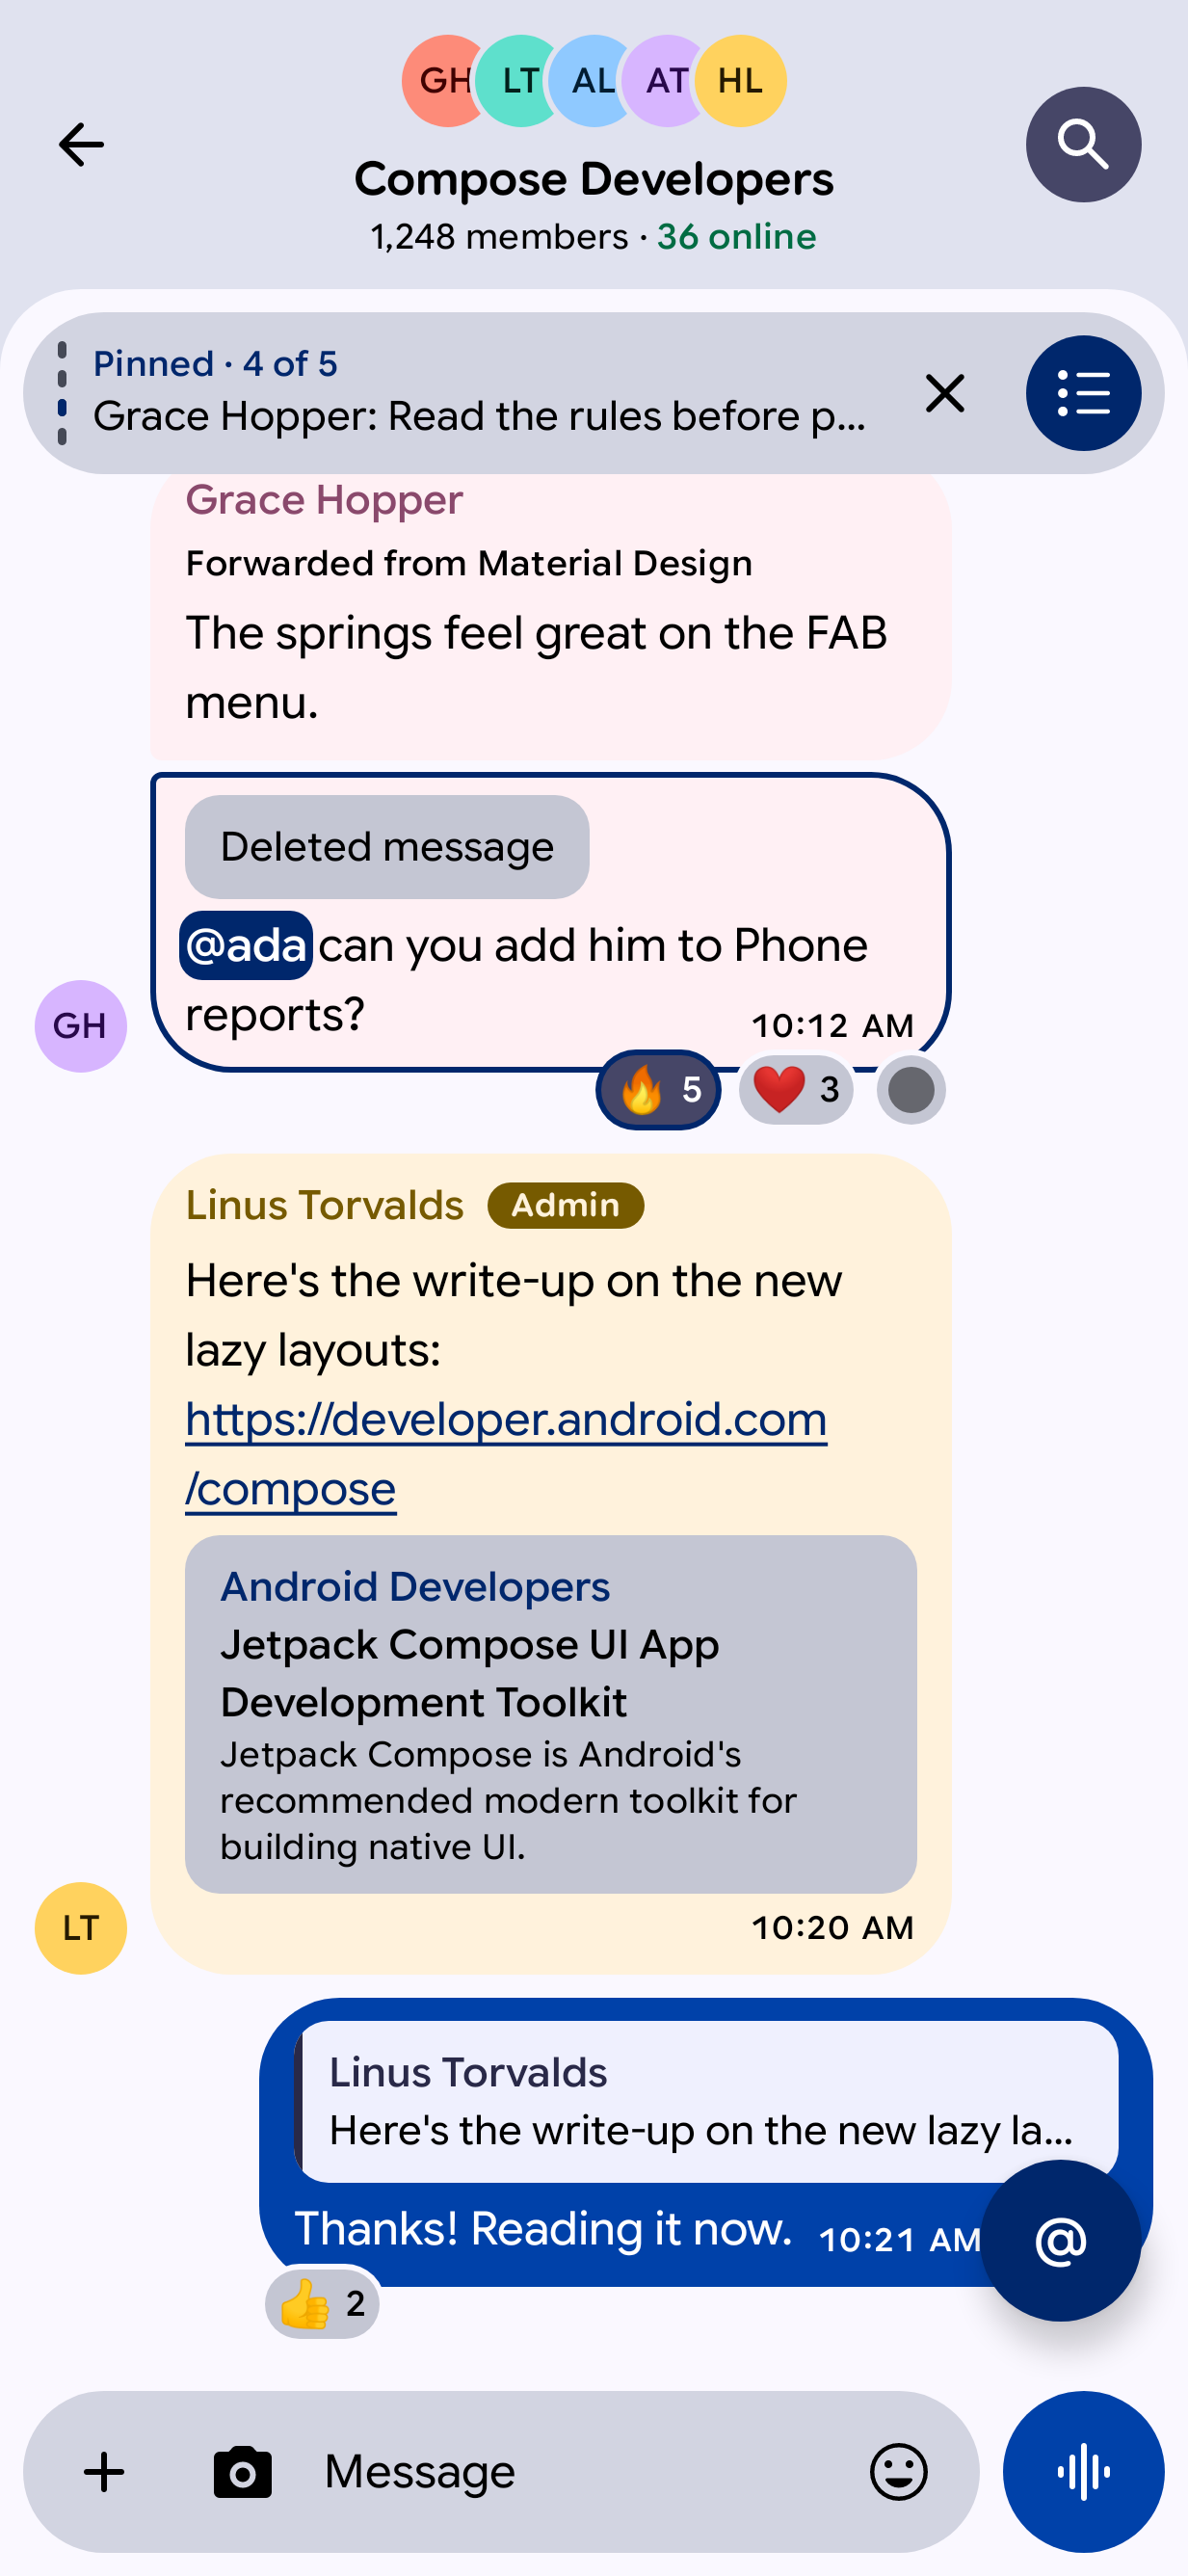 GH LT AL AT HL
Compose Developers
1,248 members · 36 online
Pinned · 4 of 5
Grace Hopper: Read the rules before p...
Grace Hopper
Forwarded from Material Design
The springs feel great on the FAB
menu.
Deleted message
@ada can you add him to Phone
reports?
10:12 AM
GH
5
3
Linus Torvalds Admin
Here's the write-up on the new
lazy layouts:
https://developer.android.com
/compose
Android Developers
Jetpack Compose UI App
Development Toolkit
Jetpack Compose is Android's
recommended modern toolkit for
building native UI.
LT
10:20 AM
Linus Torvalds
Here's the write-up on the new lazy la...
Thanks! Reading it now. 10:21 AM
@
2
Message